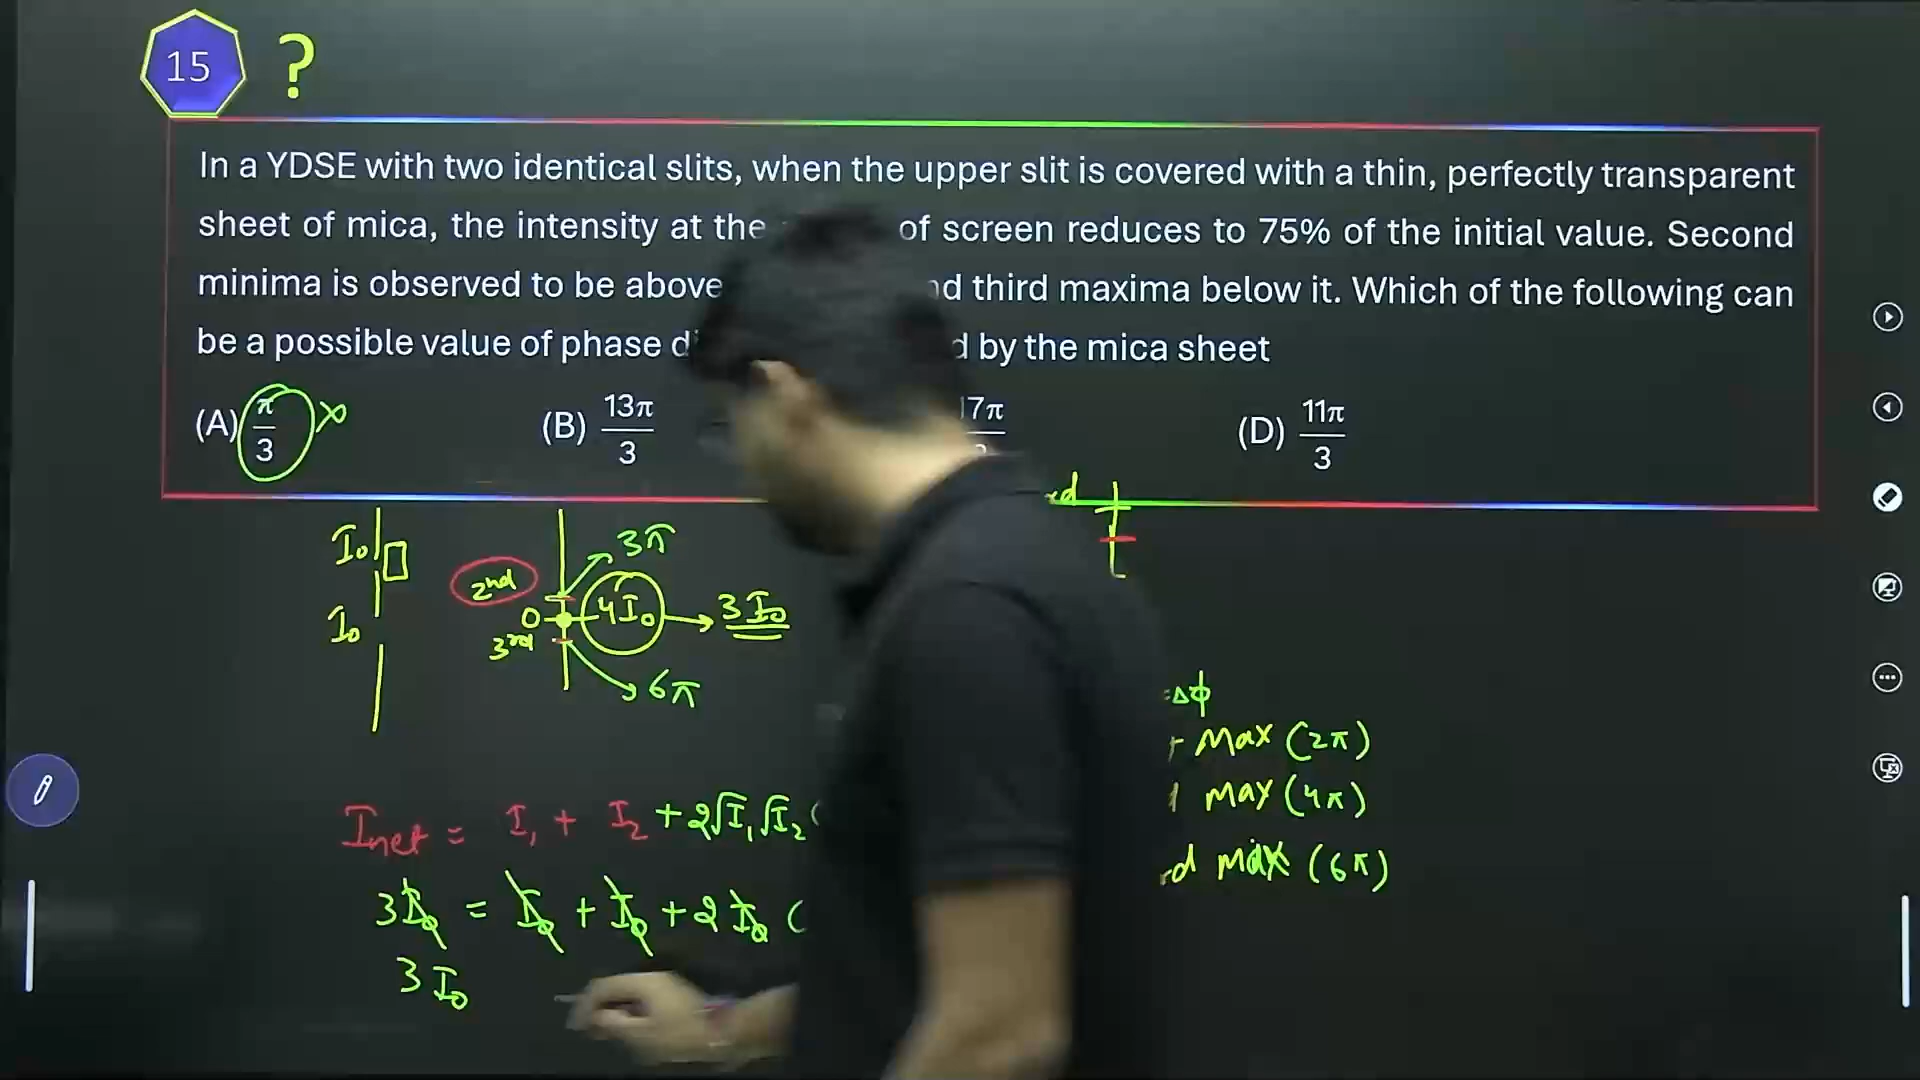 15 ?
In a YDSE with two identical slits, when the upper slit is covered with a thin, perfectly transparent
sheet of mica, the intensity at the of screen reduces to 75% of the initial value. Second
minima is observed to be above third maxima below it. Which of the following can
be a possible value of phase by the mica sheet
(A) π/3 × (B) 13π/3 17π (D) 11π/3
I₀ 3π
2nd
0 4I₀ → 3I₀
I₀ 3rd
6π
=Δϕ
Max (2π)
max (4π)
max (6π)
Inet = I₁ + I₂ + 2√I₁√I₂ (
3I₀ = I₀ + I₀ + 2I₀ (
3I₀